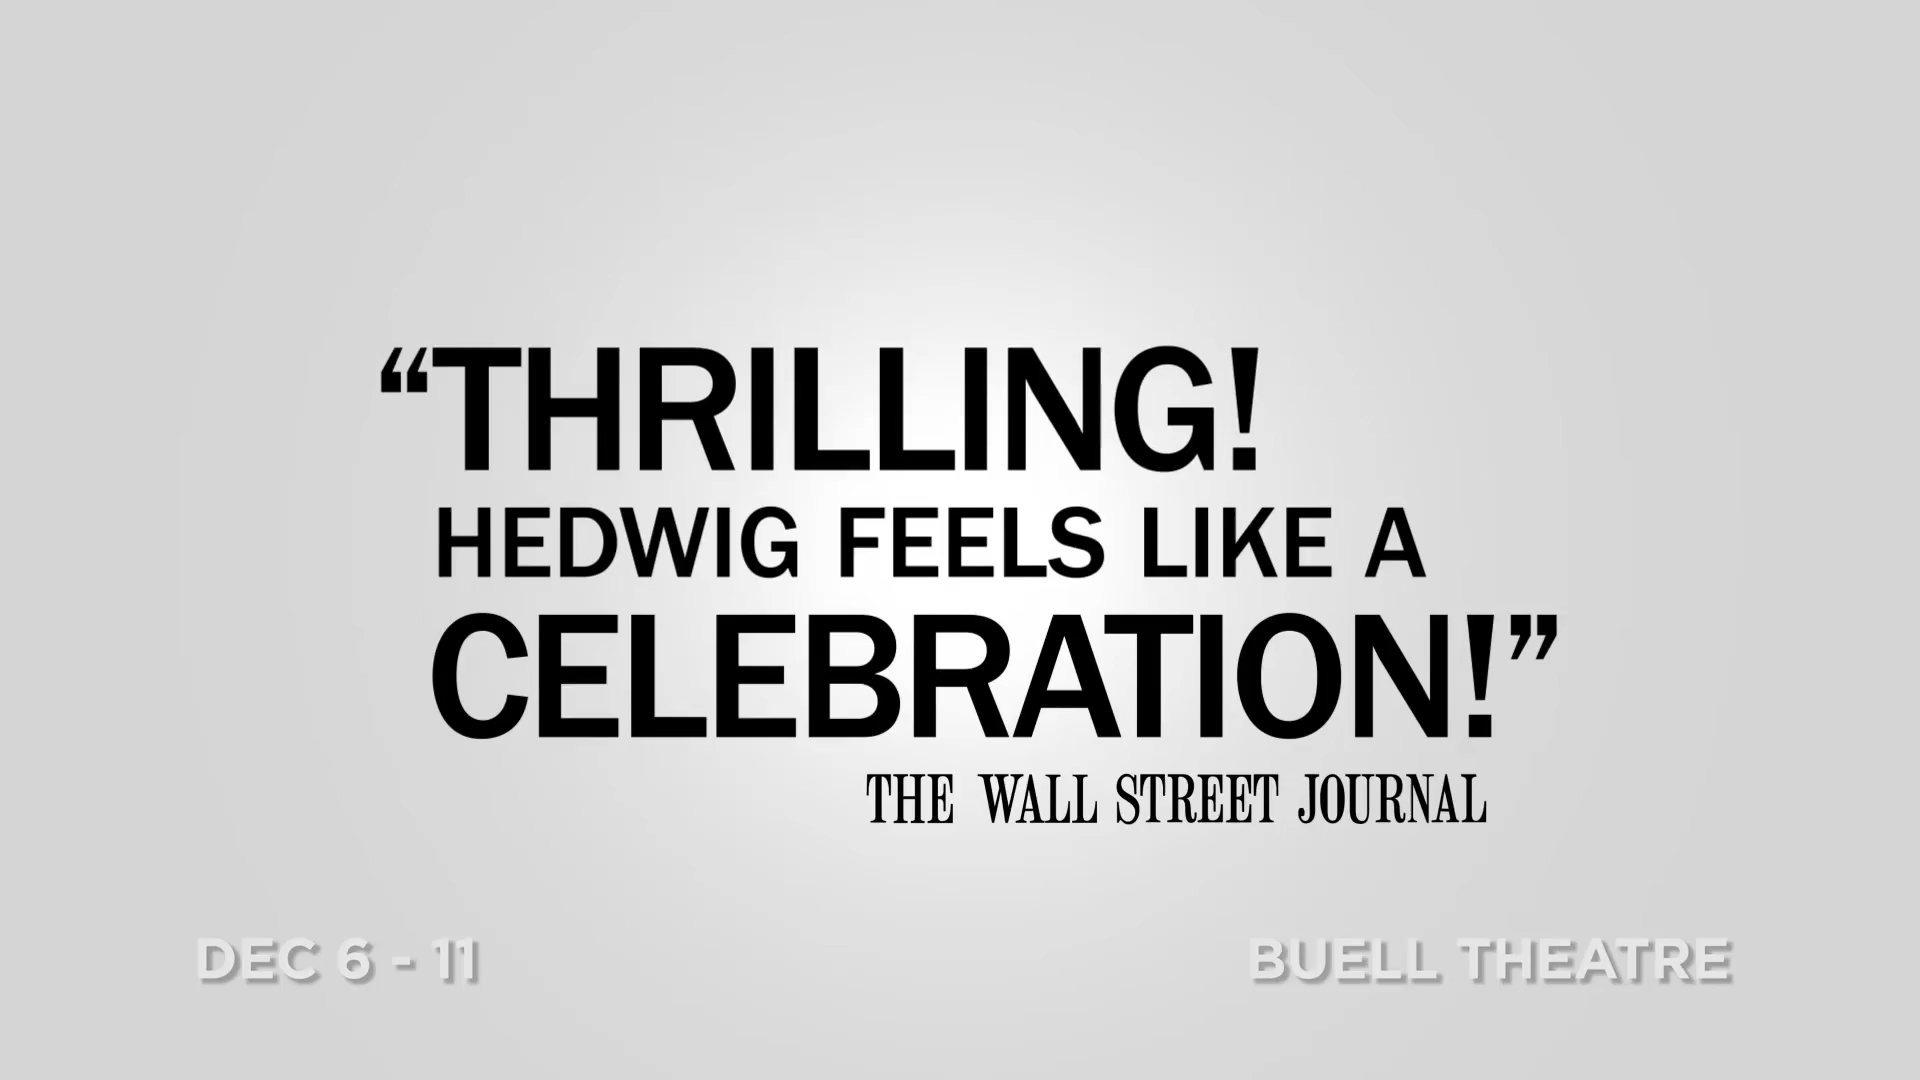 “THRILLING!
HEDWIG FEELS LIKE A
CELEBRATION!”
THE WALL STREET JOURNAL
DEC 6 - 11
BUELL THEATRE